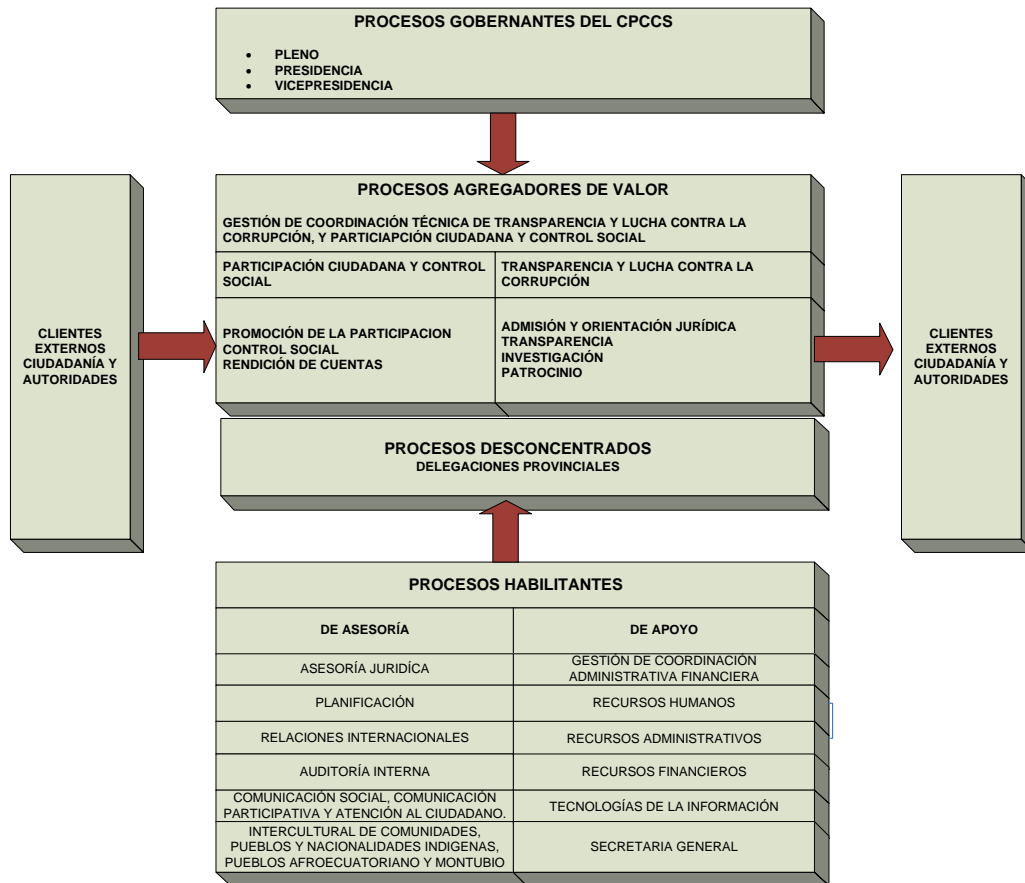 PROCESOS GOBERNANTES DEL CPCCS
• PLENO
• PRESIDENCIA
• VICEPRESIDENCIA
CLIENTES
EXTERNOS
CIUDADANÍA Y
AUTORIDADES
PROCESOS AGREGADORES DE VALOR
GESTIÓN DE COORDINACIÓN TÉCNICA DE TRANSPARENCIA Y LUCHA CONTRA LA
CORRUPCIÓN, Y PARTICIAPCIÓN CIUDADANA Y CONTROL SOCIAL
PARTICIPACIÓN CIUDADANA Y CONTROL
SOCIAL
TRANSPARENCIA Y LUCHA CONTRA LA
CORRUPCIÓN
PROMOCIÓN DE LA PARTICIPACION
CONTROL SOCIAL
RENDICIÓN DE CUENTAS
ADMISIÓN Y ORIENTACIÓN JURÍDICA
TRANSPARENCIA
INVESTIGACIÓN
PATROCINIO
CLIENTES
EXTERNOS
CIUDADANÍA Y
AUTORIDADES
PROCESOS DESCONCENTRADOS
DELEGACIONES PROVINCIALES
PROCESOS HABILITANTES
DE ASESORÍA
DE APOYO
ASESORÍA JURIDÍCA
GESTIÓN DE COORDINACIÓN
ADMINISTRATIVA FINANCIERA
PLANIFICACIÓN
RECURSOS HUMANOS
RELACIONES INTERNACIONALES
RECURSOS ADMINISTRATIVOS
AUDITORÍA INTERNA
RECURSOS FINANCIEROS
COMUNICACIÓN SOCIAL, COMUNICACIÓN
PARTICIPATIVA Y ATENCIÓN AL CIUDADANO.
TECNOLOGÍAS DE LA INFORMACIÓN
INTERCULTURAL DE COMUNIDADES,
PUEBLOS Y NACIONALIDADES INDIGENAS,
PUEBLOS AFROECUATORIANO Y MONTUBIO
SECRETARIA GENERAL